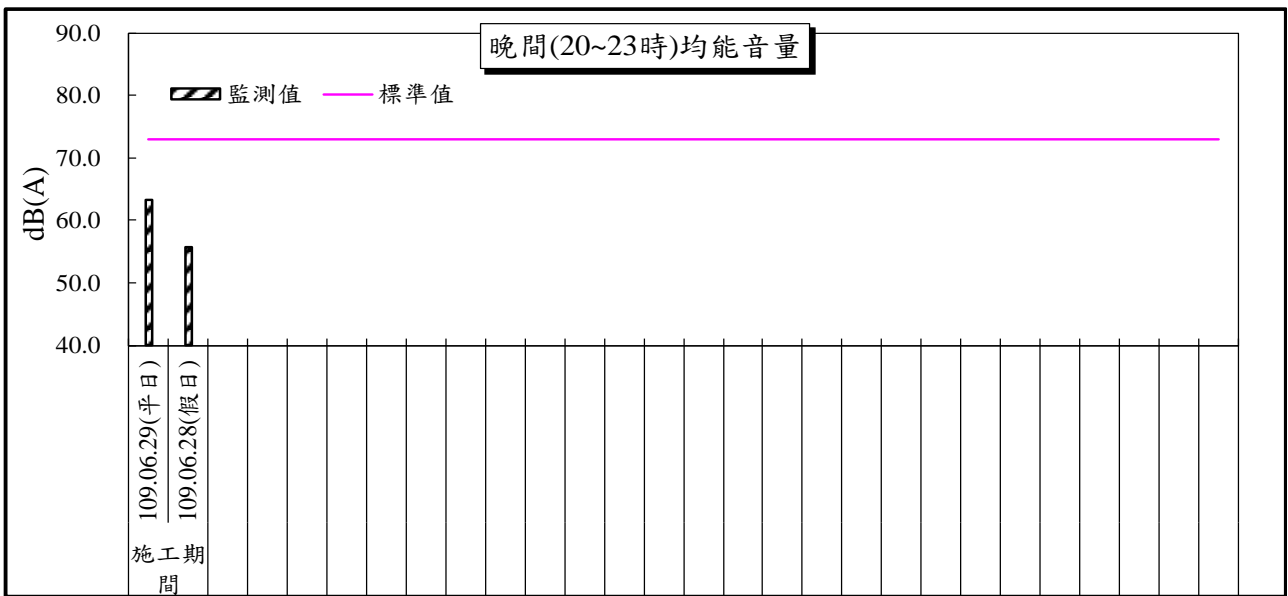 晚間(20~23時)均能音量
監測值
標準值
dB(A)
90.0
80.0
70.0
60.0
50.0
40.0
109.06.29(平日)
109.06.28(假日)
施工期
間